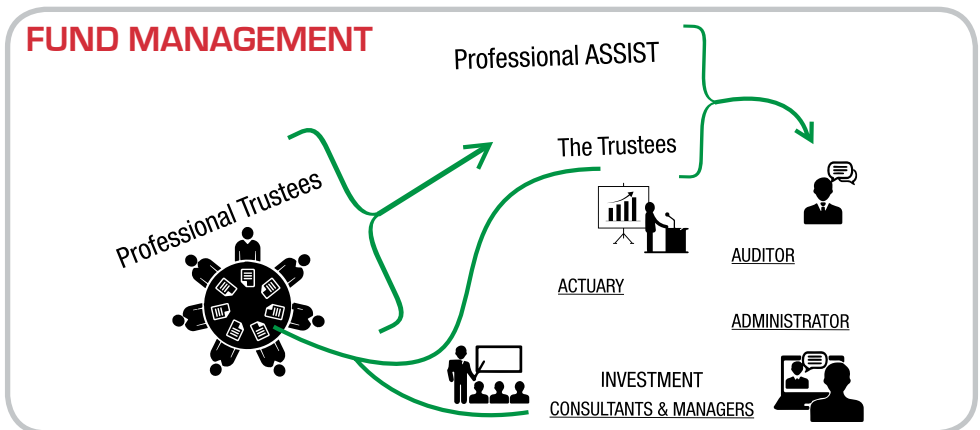 FUND MANAGEMENT
Professional ASSIST
The Trustees
Professional Trustees
AUDITOR
ACTUARY
ADMINISTRATOR
INVESTMENT
CONSULTANTS & MANAGERS